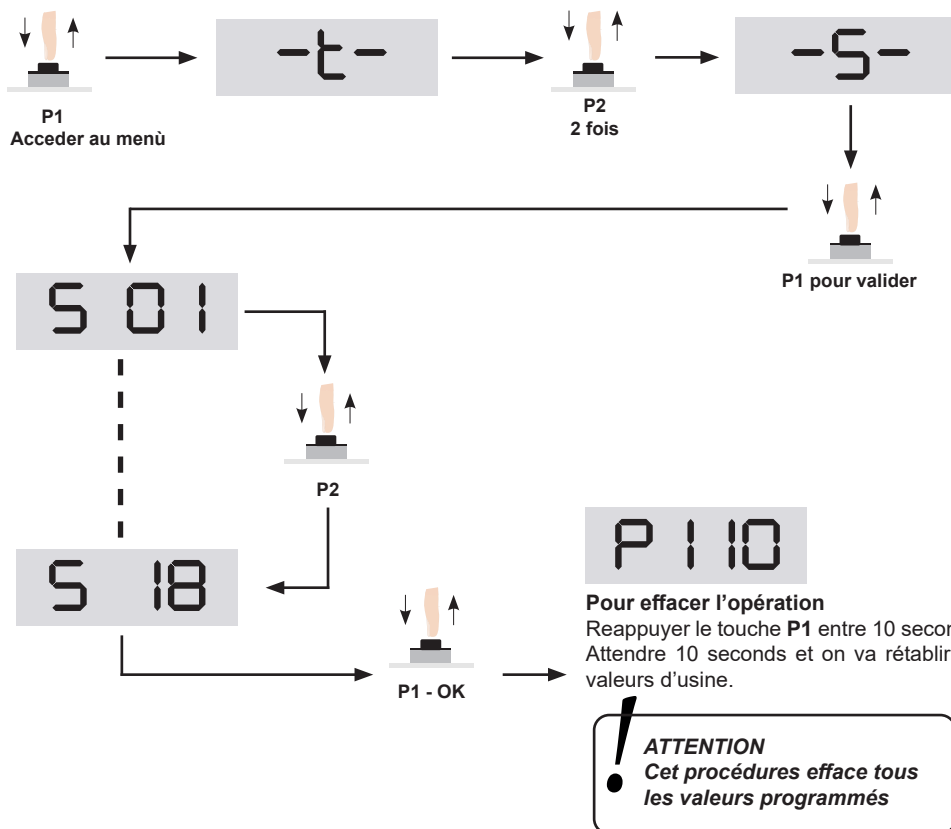 -t-
-S-
P1
Acceder au menù
P2
2 fois
P1 pour valider
S 01
P2
S 18
P1 - OK
P110
Pour effacer l’opération
Reappuyer le touche P1 entre 10
Attendre 10 seconds et on va rétablir
valeurs d’usine.
!
ATTENTION
Cet procédures efface tous
les valeurs programmés